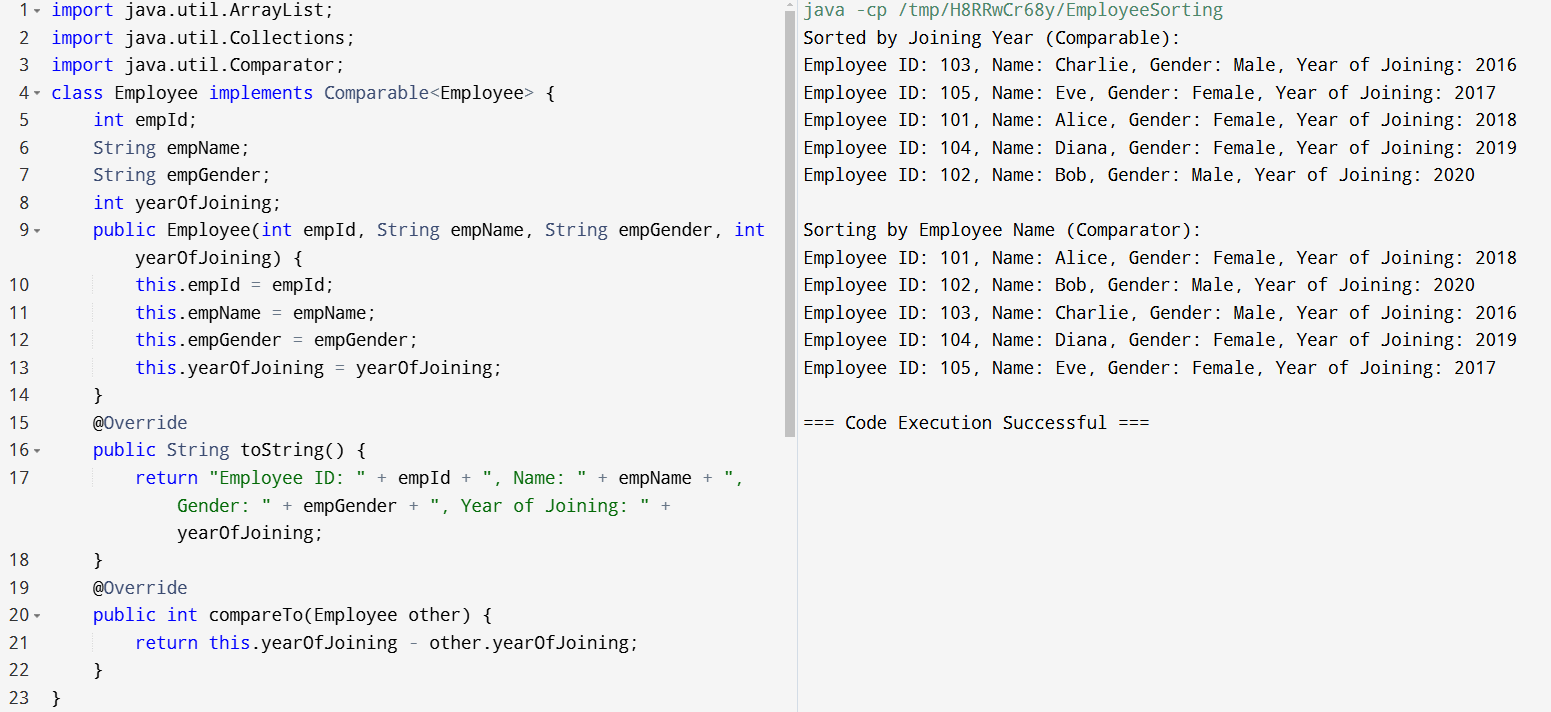 1 import java.util.ArrayList;
2 import java.util.Collections;
3 import java.util.Comparator;
4 class Employee implements Comparable<Employee> {
5 int empId;
6 String empName;
7 String empGender;
8 int yearOfJoining;
9 public Employee(int empId, String empName, String empGender, int
yearOfJoining) {
10 this.empId = empId;
11 this.empName = empName;
12 this.empGender = empGender;
13 this.yearOfJoining = yearOfJoining;
14 }
15 @Override
16 public String toString() {
17 return "Employee ID: " + empId + ", Name: " + empName + ",
Gender: " + empGender + ", Year of Joining: " +
yearOfJoining;
18 }
19 @Override
20 public int compareTo(Employee other) {
21 return this.yearOfJoining - other.yearOfJoining;
22 }
23 }
java -cp /tmp/H8RRwCr68y/EmployeeSorting
Sorted by Joining Year (Comparable):
Employee ID: 103, Name: Charlie, Gender: Male, Year of Joining: 2016
Employee ID: 105, Name: Eve, Gender: Female, Year of Joining: 2017
Employee ID: 101, Name: Alice, Gender: Female, Year of Joining: 2018
Employee ID: 104, Name: Diana, Gender: Female, Year of Joining: 2019
Employee ID: 102, Name: Bob, Gender: Male, Year of Joining: 2020
Sorting by Employee Name (Comparator):
Employee ID: 101, Name: Alice, Gender: Female, Year of Joining: 2018
Employee ID: 102, Name: Bob, Gender: Male, Year of Joining: 2020
Employee ID: 103, Name: Charlie, Gender: Male, Year of Joining: 2016
Employee ID: 104, Name: Diana, Gender: Female, Year of Joining: 2019
Employee ID: 105, Name: Eve, Gender: Female, Year of Joining: 2017
=== Code Execution Successful ===